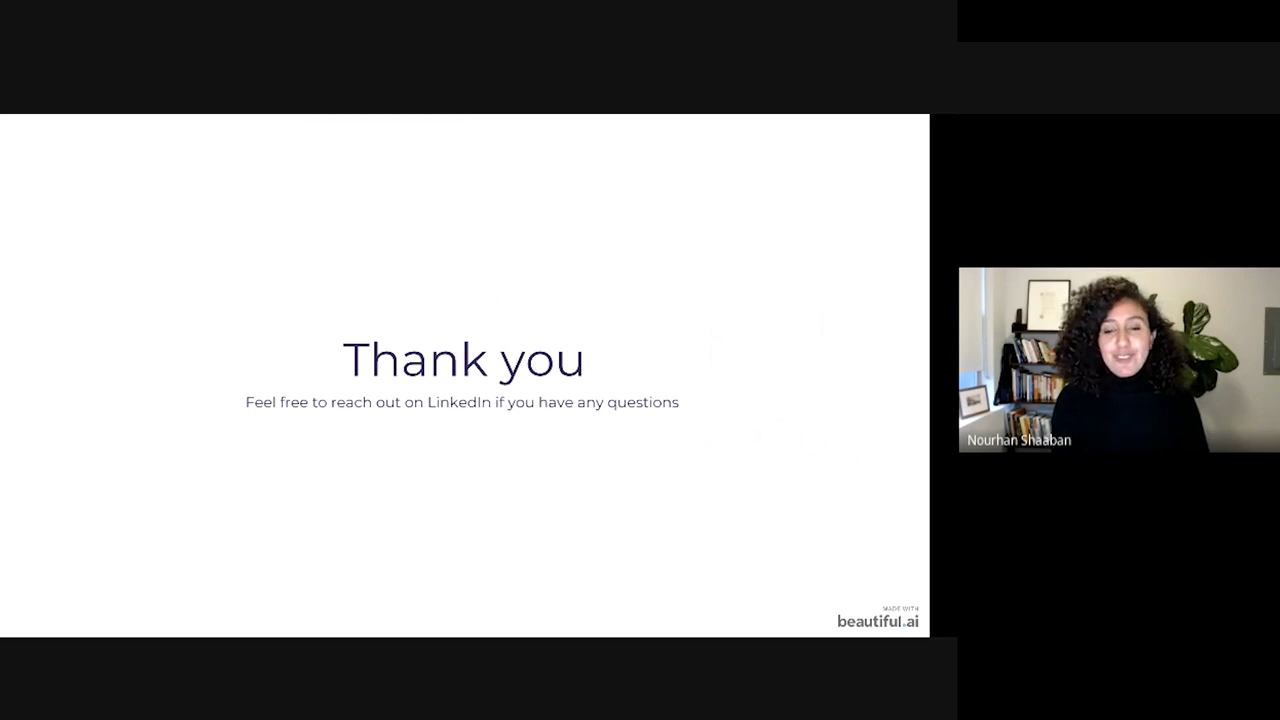 Thank you
Feel free to reach out on LinkedIn if you have any questions
MADE WITH
beautiful.ai
Nourhan Shaaban